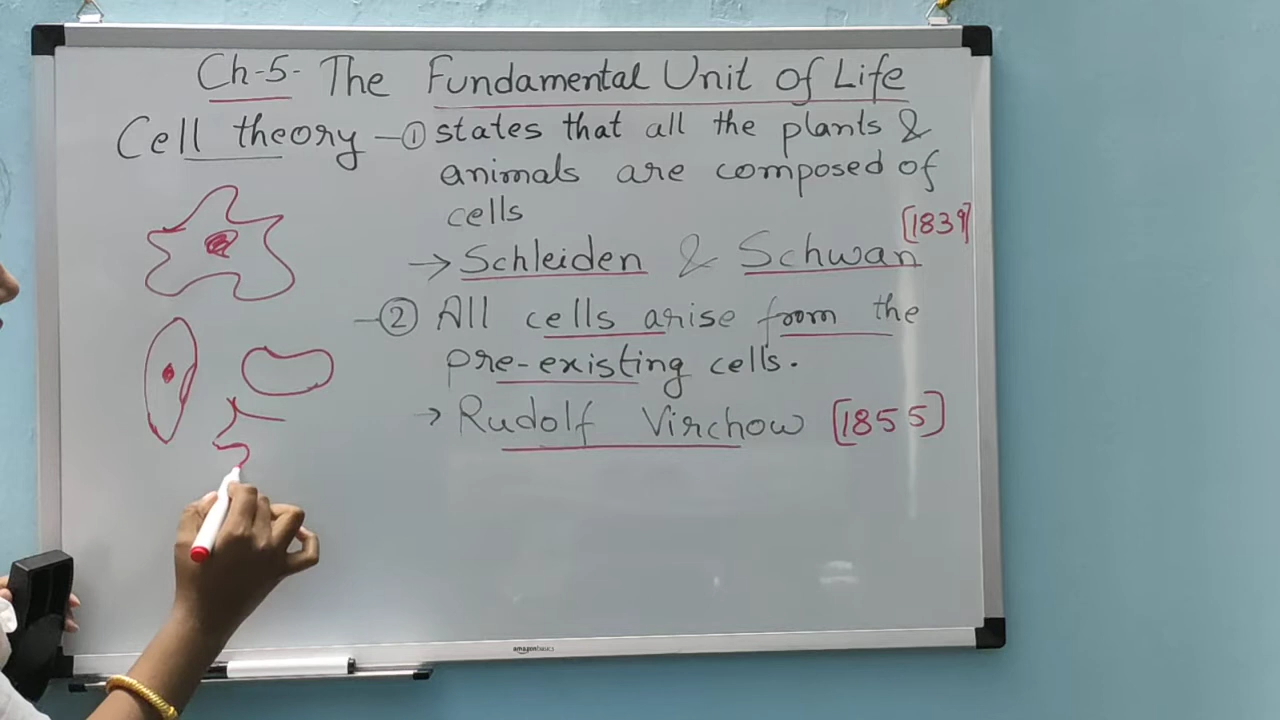 Ch-5- The Fundamental Unit of Life
Cell theory - ① states that all the plants &
animals are composed of
cells
[1839]
→ Schleiden & Schwan
- ② All cells arise from the
pre-existing cells.
→ Rudolf Virchow [1855]
amazonbasics